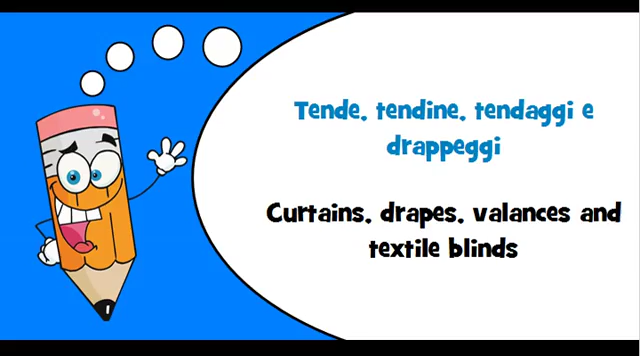 Tende, tendine, tendaggi e
drappeggi
Curtains, drapes, valances and
textile blinds